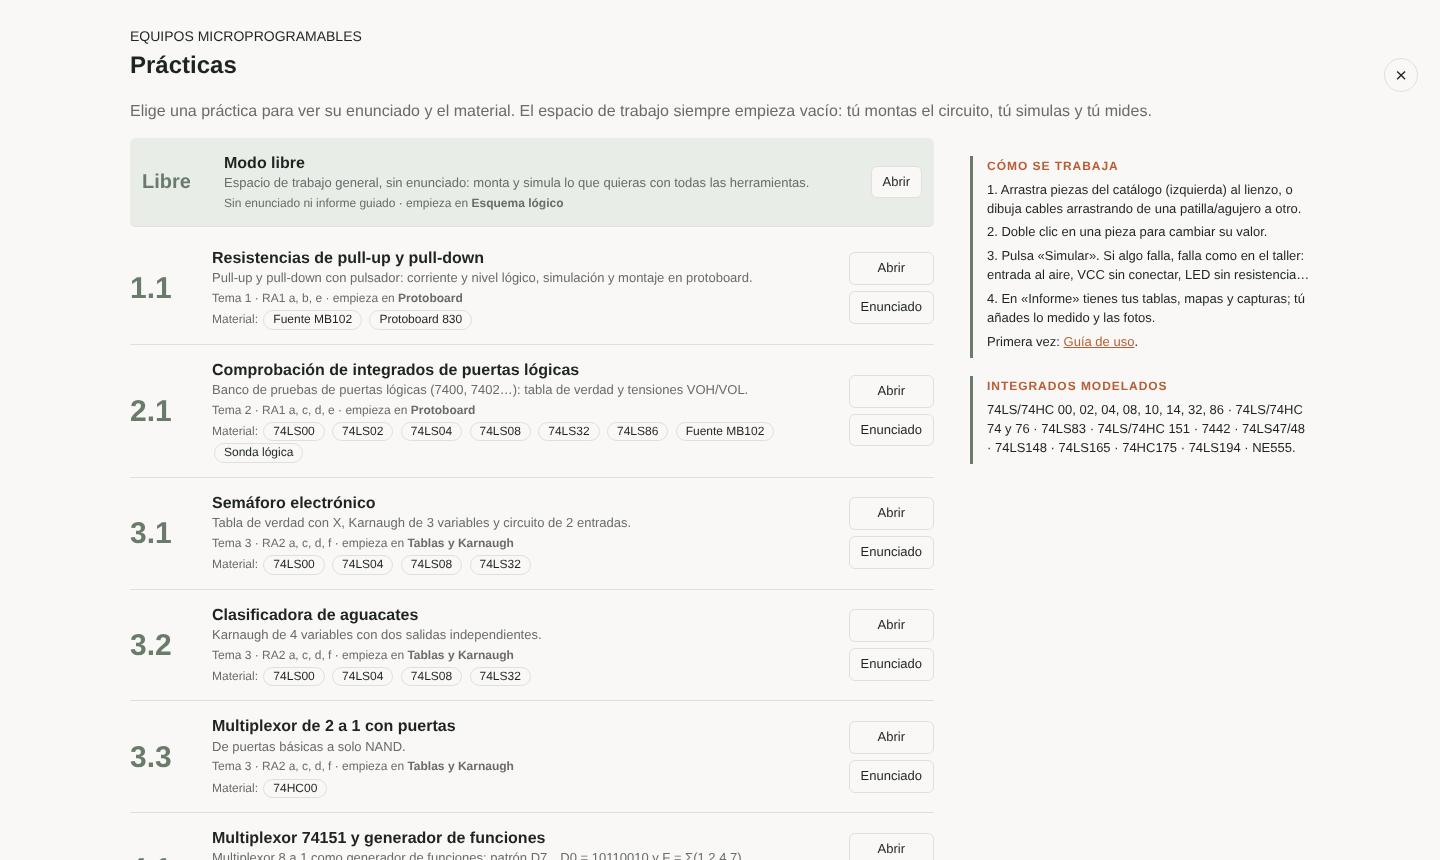 EQUIPOS MICROPROGRAMABLES
Prácticas
×
Elige una práctica para ver su enunciado y el material. El espacio de trabajo siempre empieza vacío: tú montas el circuito, tú simulas y tú mides.
Libre
Modo libre
Espacio de trabajo general, sin enunciado: monta y simula lo que quieras con todas las herramientas.
Sin enunciado ni informe guiado · empieza en Esquema lógico
Abrir
1.1
Resistencias de pull-up y pull-down
Pull-up y pull-down con pulsador: corriente y nivel lógico, simulación y montaje en protoboard.
Tema 1 · RA1 a, b, e · empieza en Protoboard
Material: Fuente MB102 Protoboard 830
Abrir
Enunciado
2.1
Comprobación de integrados de puertas lógicas
Banco de pruebas de puertas lógicas (7400, 7402…): tabla de verdad y tensiones VOH/VOL.
Tema 2 · RA1 a, c, d, e · empieza en Protoboard
Material: 74LS00 74LS02 74LS04 74LS08 74LS32 74LS86 Fuente MB102
Sonda lógica
Abrir
Enunciado
3.1
Semáforo electrónico
Tabla de verdad con X, Karnaugh de 3 variables y circuito de 2 entradas.
Tema 3 · RA2 a, c, d, f · empieza en Tablas y Karnaugh
Material: 74LS00 74LS04 74LS08 74LS32
Abrir
Enunciado
3.2
Clasificadora de aguacates
Karnaugh de 4 variables con dos salidas independientes.
Tema 3 · RA2 a, c, d, f · empieza en Tablas y Karnaugh
Material: 74LS00 74LS04 74LS08 74LS32
Abrir
Enunciado
3.3
Multiplexor de 2 a 1 con puertas
De puertas básicas a solo NAND.
Tema 3 · RA2 a, c, d, f · empieza en Tablas y Karnaugh
Material: 74HC00
Abrir
Enunciado
Multiplexor 74151 y generador de funciones
Multiplexor 8 a 1 como generador de funciones: patrón D7…D0 = 10110010 y F = Σ(1,2,4,7).
Abrir
CÓMO SE TRABAJA
1. Arrastra piezas del catálogo (izquierda) al lienzo, o
dibuja cables arrastrando de una patilla/agujero a otro.
2. Doble clic en una pieza para cambiar su valor.
3. Pulsa «Simular». Si algo falla, falla como en el taller:
entrada al aire, VCC sin conectar, LED sin resistencia…
4. En «Informe» tienes tus tablas, mapas y capturas; tú
añades lo medido y las fotos.
Primera vez: Guía de uso.
INTEGRADOS MODELADOS
74LS/74HC 00, 02, 04, 08, 10, 14, 32, 86 · 74LS/74HC
74 y 76 · 74LS83 · 74LS/74HC 151 · 7442 · 74LS47/48
· 74LS148 · 74LS165 · 74HC175 · 74LS194 · NE555.